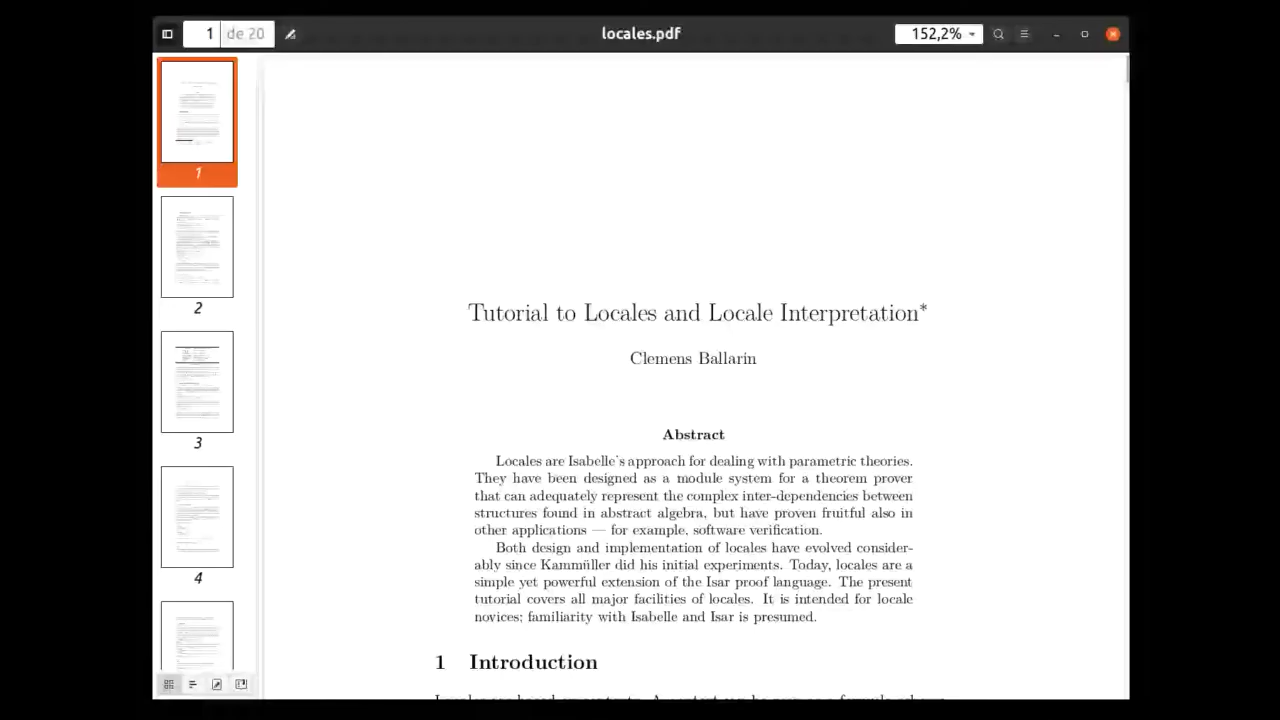 1 de 20 locales.pdf 152,2%
1
2
3
4
Tutorial to Locales and Locale Interpretation*
Clemens Ballarin
Abstract
Locales are Isabelle's approach for dealing with parametric theories.
They have been designed as a module system for a theorem prover
that can adequately represent the complex inter-dependencies between
structures found in abstract algebra, but have proven fruitful also in
other applications — for example, software verification.
Both design and implementation of locales have evolved consider-
ably since Kammüller did his initial experiments. Today, locales are a
simple yet powerful extension of the Isar proof language. The present
tutorial covers all major facilities of locales. It is intended for locale
novices; familiarity with Isabelle and Isar is presumed.
1 Introduction